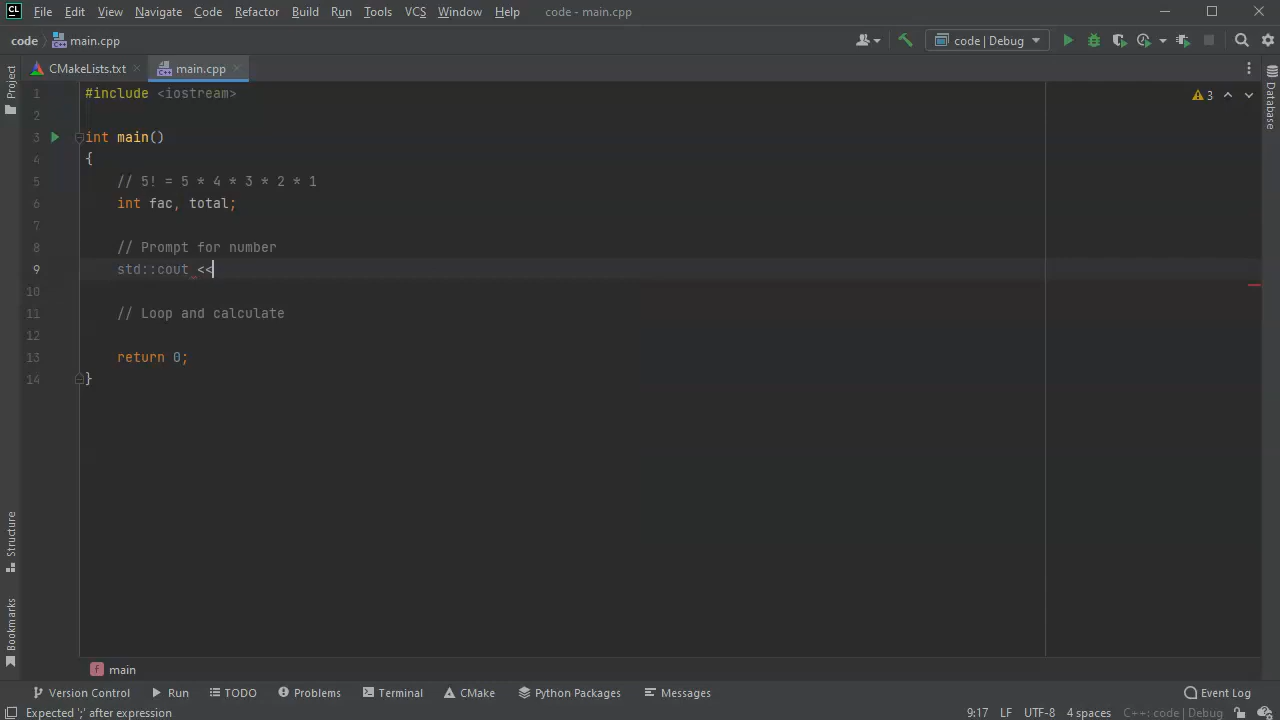 CL File Edit View Navigate Code Refactor Build Run Tools VCS Window Help code - main.cpp
code main.cpp code | Debug
CMakeLists.txt main.cpp
Project
Database
Structure
Bookmarks
3
1 #include <iostream>
2
3 int main()
4 {
5 // 5! = 5 * 4 * 3 * 2 * 1
6 int fac, total;
7
8 // Prompt for number
9 std::cout <<
10
11 // Loop and calculate
12
13 return 0;
14 }
f main
Version Control Run TODO Problems Terminal CMake Python Packages Messages Event Log
Expected ';' after expression 9:17 LF UTF-8 4 spaces C++: code | Debug